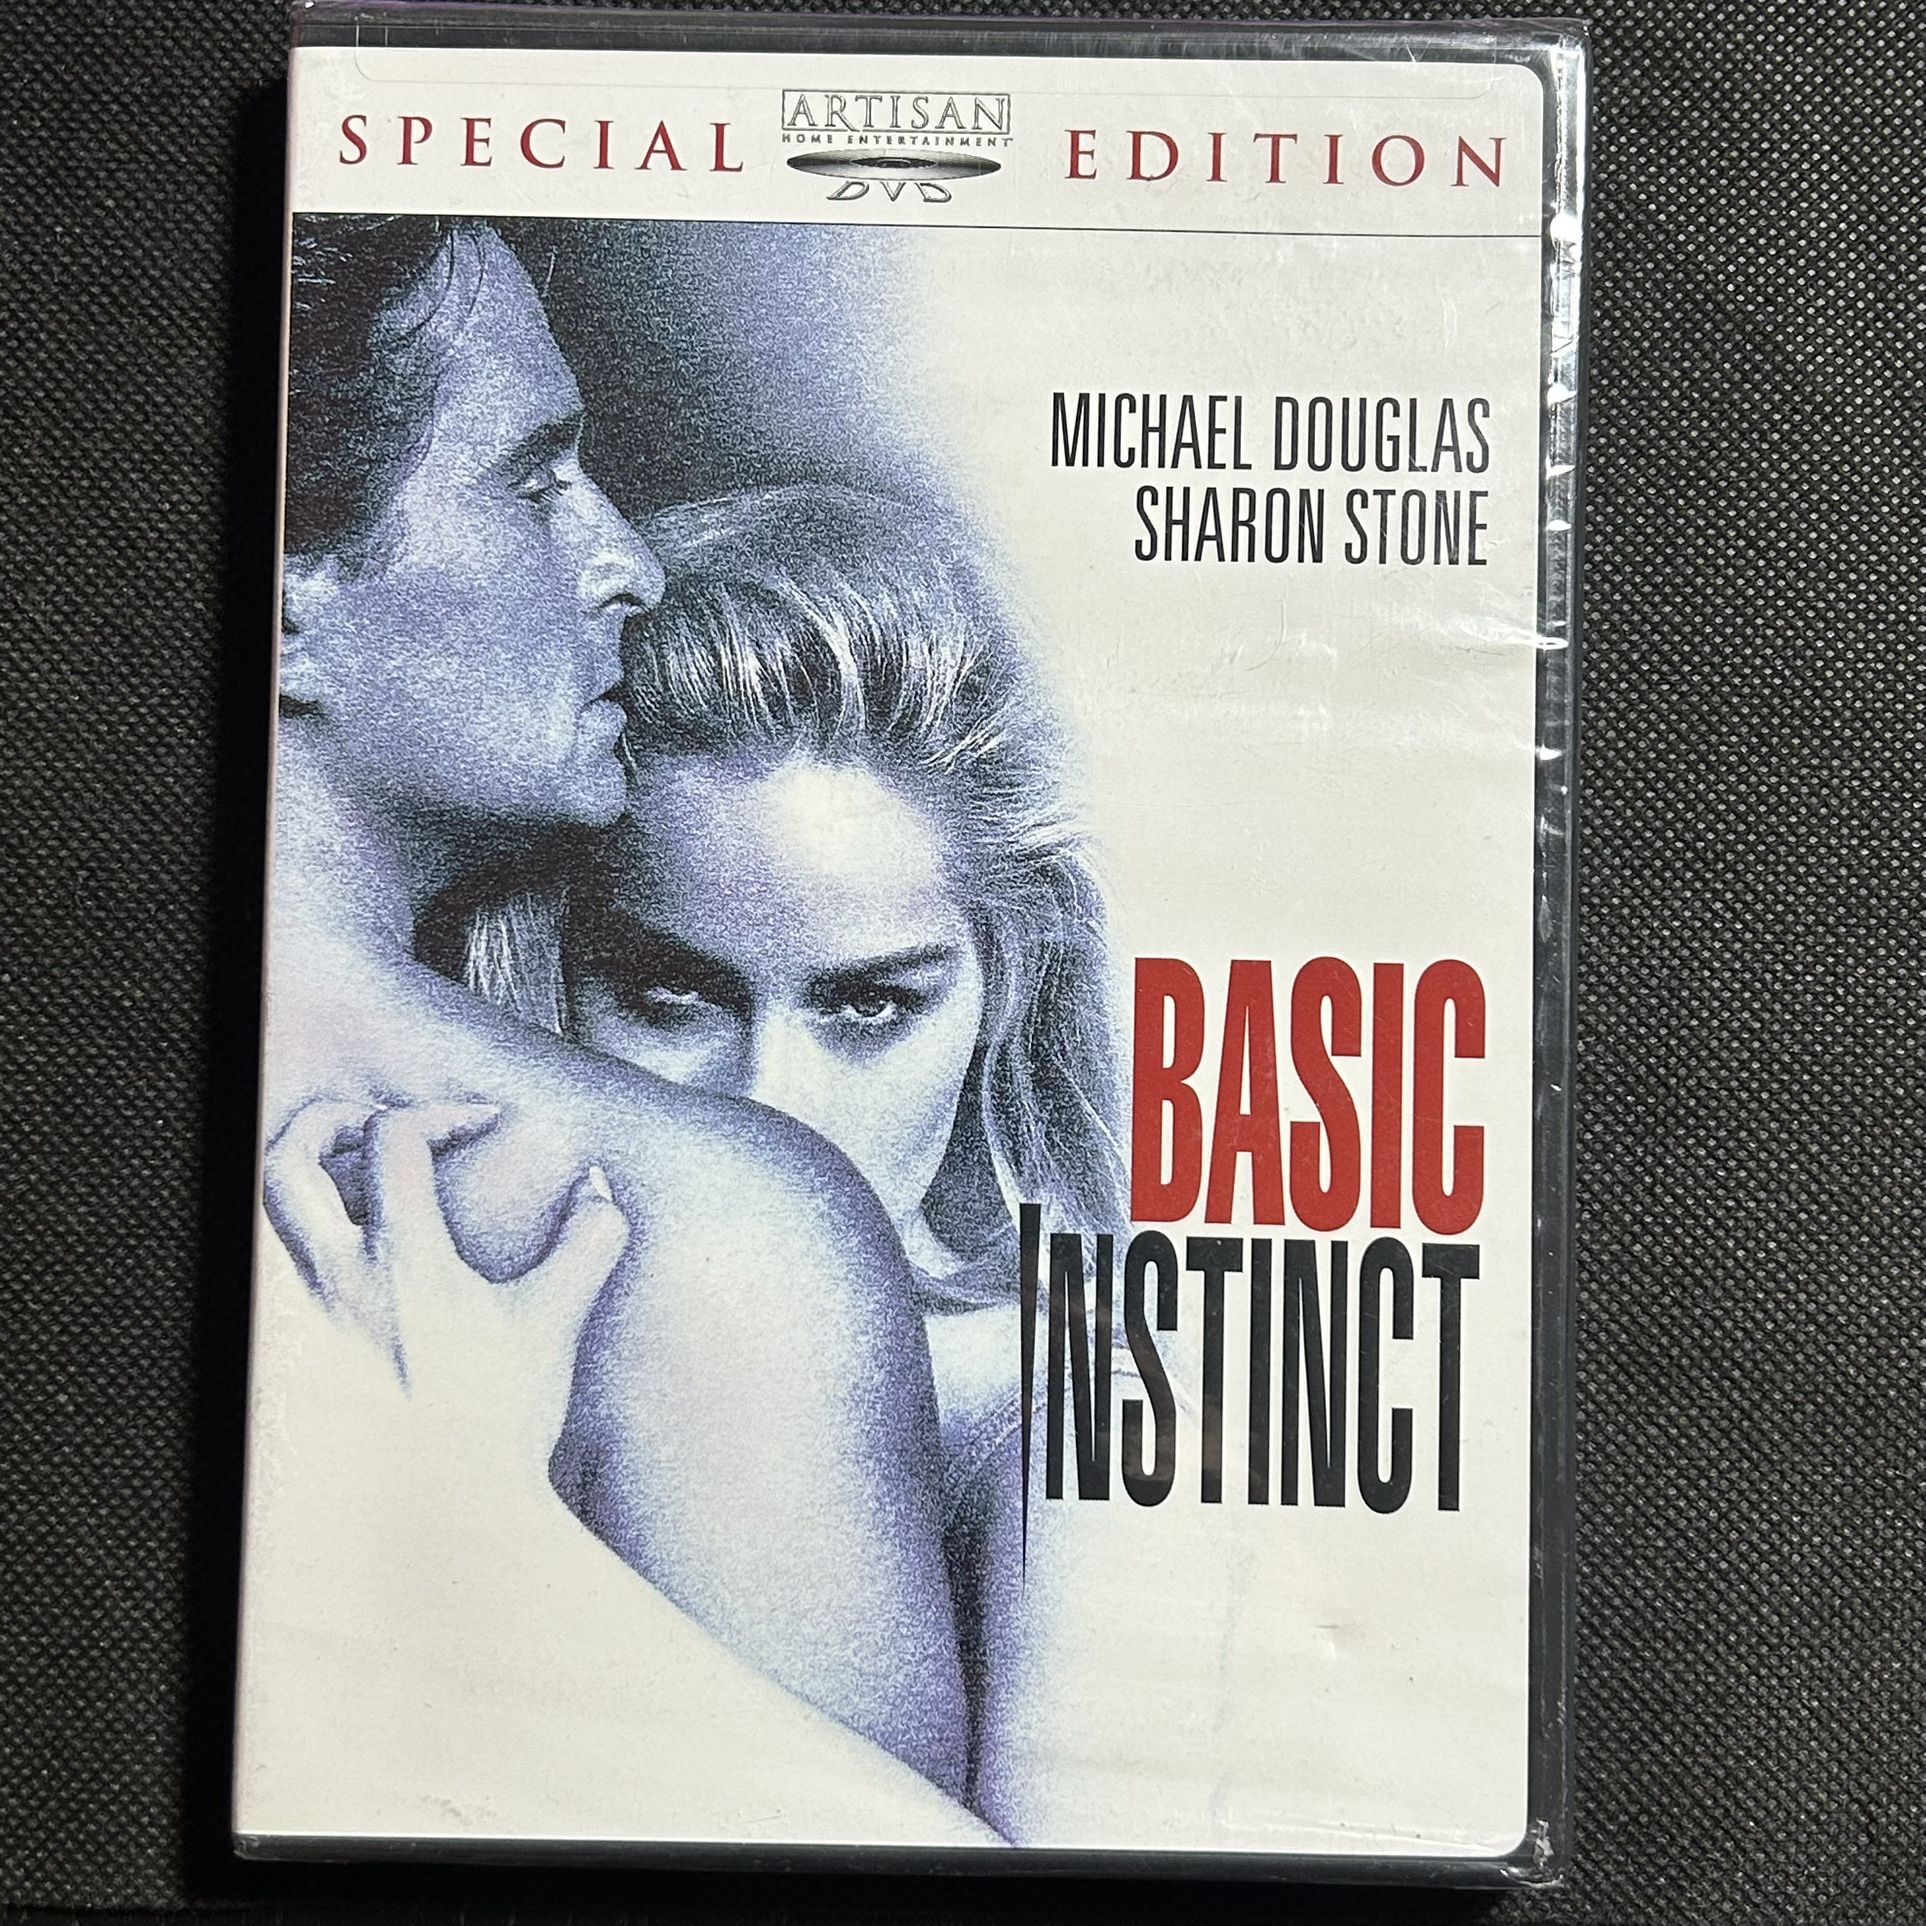 SPECIAL ARTISAN EDITION
HOME ENTERTAINMENT
DVD
MICHAEL DOUGLAS
SHARON STONE
BASIC
INSTINCT